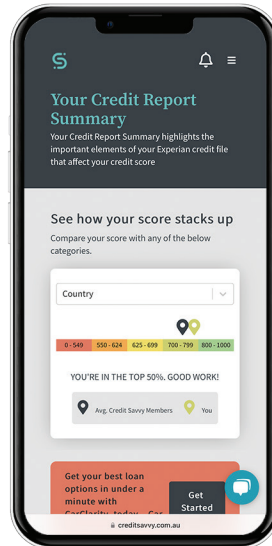 Your Credit Report
Summary
Your Credit Report Summary highlights the
important elements of your Experian credit file
that affect your credit score
See how your score stacks up
Compare your score with any of the below
categories.
Country
0 - 549 550 - 624 625 - 699 700 - 799 800 - 1000
YOU'RE IN THE TOP 50%. GOOD WORK!
Avg. Credit Savvy Members You
Get your best loan
options in under a
minute with
CarClarity today. Car
Get
Started
creditsavvy.com.au